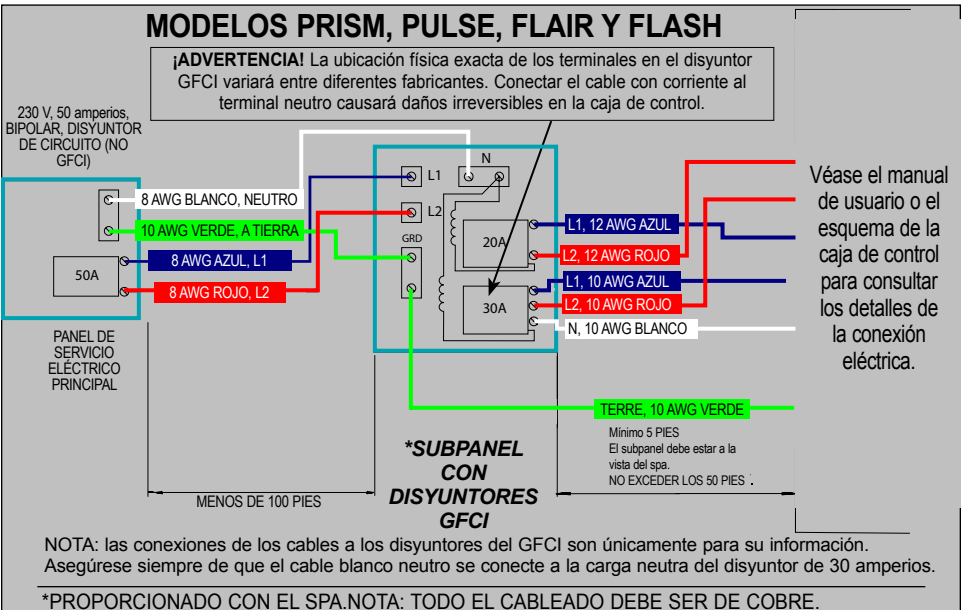 MODELOS PRISM, PULSE, FLAIR Y FLASH
¡ADVERTENCIA! La ubicación física exacta de los terminales en el disyuntor
GFCI variará entre diferentes fabricantes. Conectar el cable con corriente al
terminal neutro causará daños irreversibles en la caja de control.
230 V, 50 amperios,
BIPOLAR, DISYUNTOR
DE CIRCUITO (NO
GFCI)
8 AWG BLANCO, NEUTRO
10 AWG VERDE, A TIERRA
8 AWG AZUL, L1
8 AWG ROJO, L2
50A
PANEL DE
SERVICIO
ELÉCTRICO
PRINCIPAL
L1
N
L2
GRD
20A
30A
L1, 12 AWG AZUL
L2, 12 AWG ROJO
L1, 10 AWG AZUL
L2, 10 AWG ROJO
N, 10 AWG BLANCO
TERRE, 10 AWG VERDE
Véase el manual
de usuario o el
esquema de la
caja de control
para consultar
los detalles de
la conexión
eléctrica.
Mínimo 5 PIES
El subpanel debe estar a la
vista del spa.
NO EXCEDER LOS 50 PIES .
*SUBPANEL
CON
DISYUNTORES
GFCI
MENOS DE 100 PIES
NOTA: las conexiones de los cables a los disyuntores del GFCI son únicamente para su información.
Asegúrese siempre de que el cable blanco neutro se conecte a la carga neutra del disyuntor de 30 amperios.
*PROPORCIONADO CON EL SPA.NOTA: TODO EL CABLEADO DEBE SER DE COBRE.